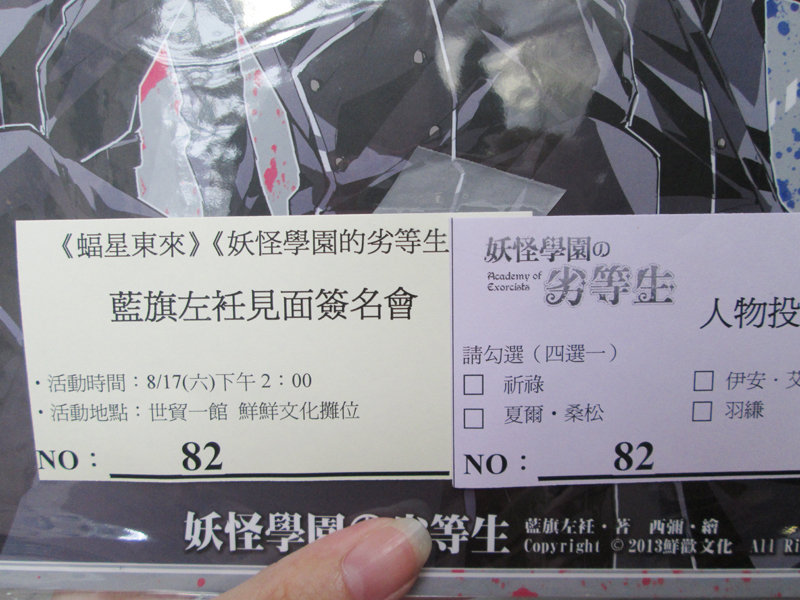 《蝠星東來》《妖怪學園的劣等生
藍旗左衽見面簽名會
・活動時間：8/17(六)下午 2：00
・活動地點：世貿一館 鮮鮮文化攤位
NO： 82
妖怪學園の
Academy of
Exorcists
劣等生
人物投
請勾選（四選一）
□ 祈祿
□ 伊安・艾
□ 夏爾・桑松
□ 羽縑
NO： 82
妖怪學園の劣等生
藍旗左衽・著 西彌・繪
Copyright © 2013鮮歡文化 All Ri